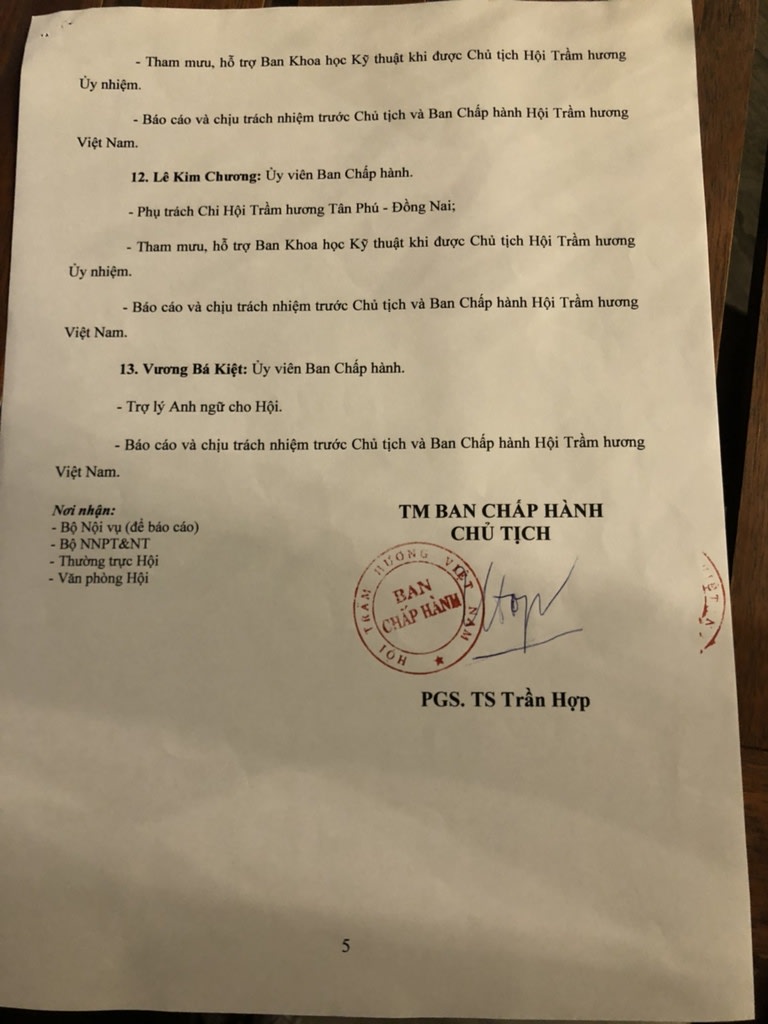 - Tham mưu, hỗ trợ Ban Khoa học Kỹ thuật khi được Chủ tịch Hội Trầm hương
Ủy nhiệm.
- Báo cáo và chịu trách nhiệm trước Chủ tịch và Ban Chấp hành Hội Trầm hương
Việt Nam.
12. Lê Kim Chương: Ủy viên Ban Chấp hành.
- Phụ trách Chi Hội Trầm hương Tân Phú - Đồng Nai;
- Tham mưu, hỗ trợ Ban Khoa học Kỹ thuật khi được Chủ tịch Hội Trầm hương
Ủy nhiệm.
- Báo cáo và chịu trách nhiệm trước Chủ tịch và Ban Chấp hành Hội Trầm hương
Việt Nam.
13. Vương Bá Kiệt: Ủy viên Ban Chấp hành.
- Trợ lý Anh ngữ cho Hội.
- Báo cáo và chịu trách nhiệm trước Chủ tịch và Ban Chấp hành Hội Trầm hương
Việt Nam.
Nơi nhận:
- Bộ Nội vụ (để báo cáo)
- Bộ NNPT&NT
- Thường trực Hội
- Văn phòng Hội
TM BAN CHẤP HÀNH
CHỦ TỊCH
HỘI TRẦM HƯƠNG VIỆT NAM
BAN
CHẤP HÀNH
PGS. TS Trần Hợp
5